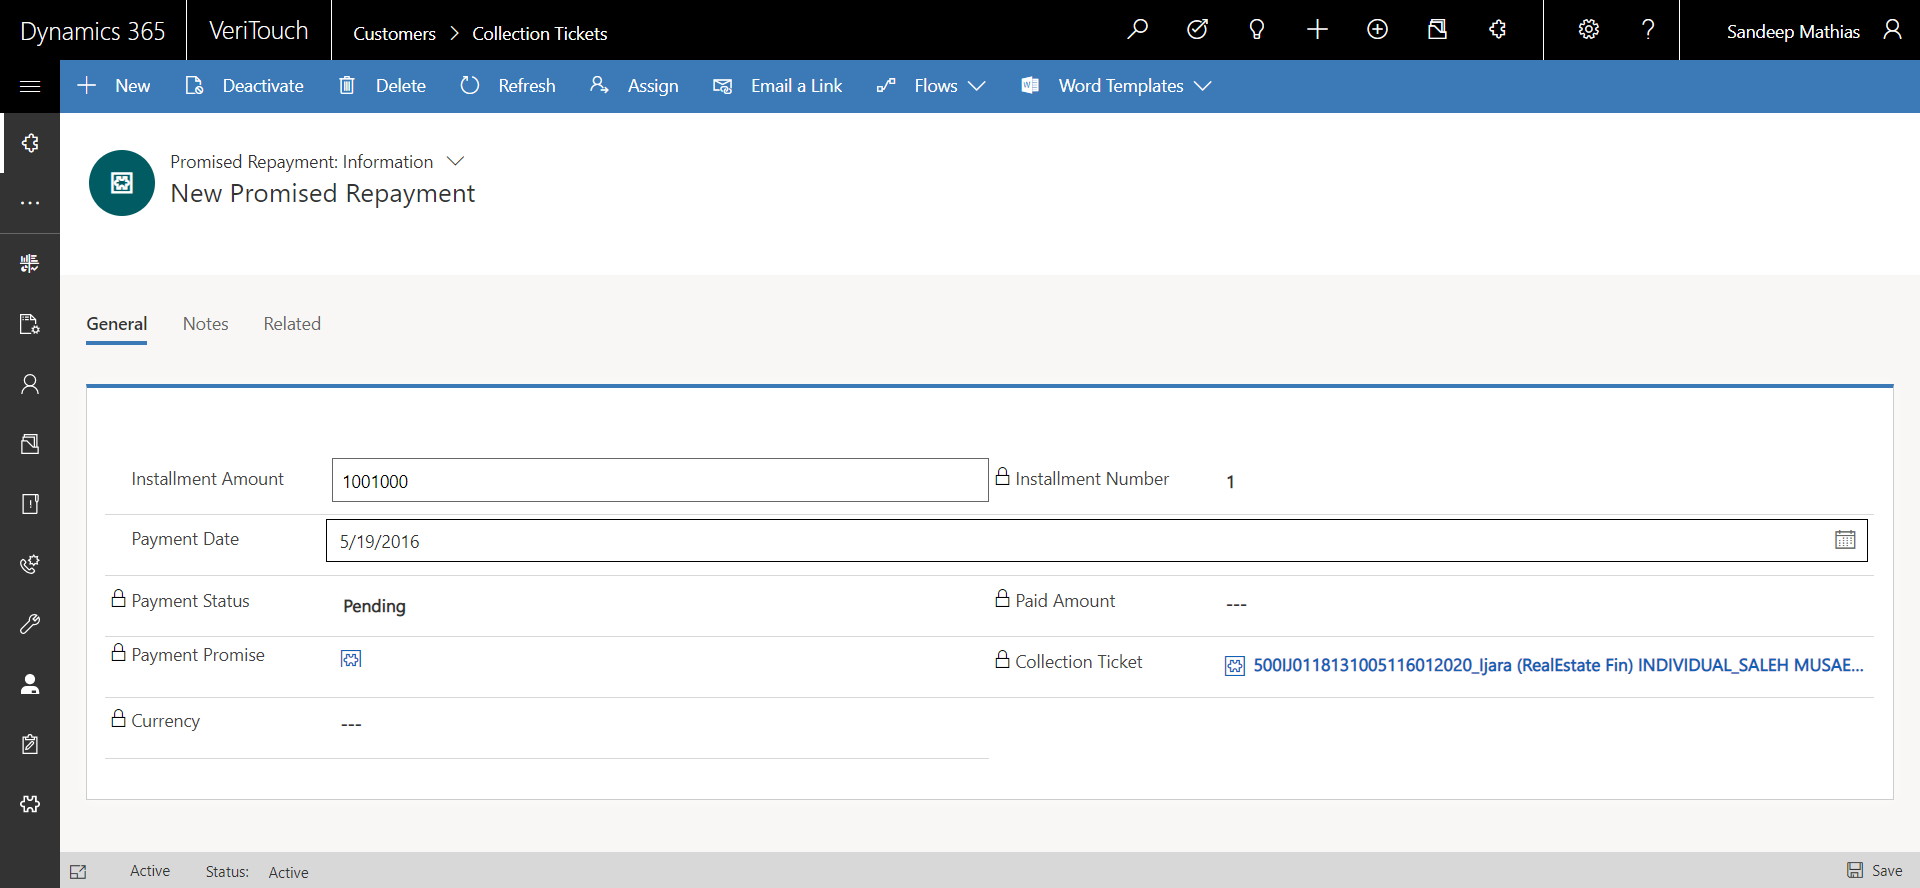 Dynamics 365
VeriTouch
Customers > Collection Tickets
Sandeep Mathias
New
Deactivate
Delete
Refresh
Assign
Email a Link
Flows
Word Templates
Promised Repayment: Information
New Promised Repayment
General
Notes
Related
Installment Amount
1001000
Installment Number
1
Payment Date
5/19/2016
Payment Status
Pending
Paid Amount
---
Payment Promise
Collection Ticket
500IJ0118131005116012020_Ijara (RealEstate Fin) INDIVIDUAL_SALEH MUSAE...
Currency
---
Active
Status:
Active
Save